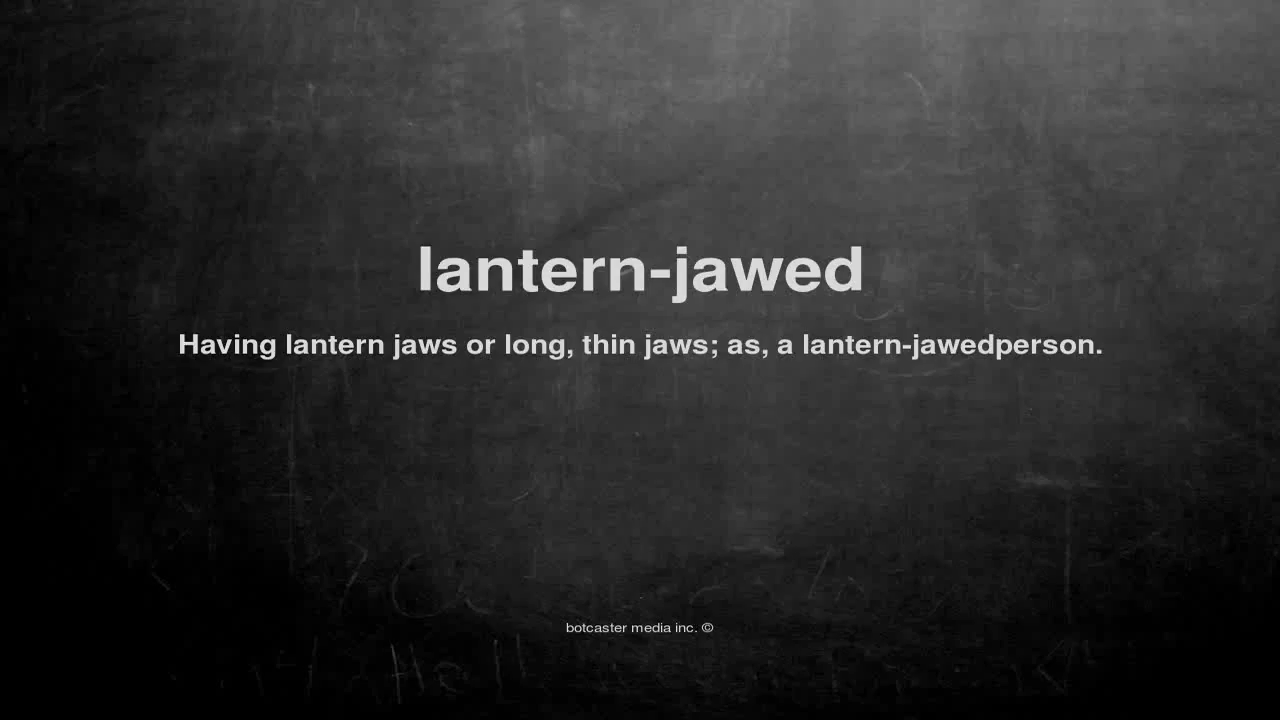 lantern-jawed
Having lantern jaws or long, thin jaws; as, a lantern-jawedperson.
botcaster media inc. ©